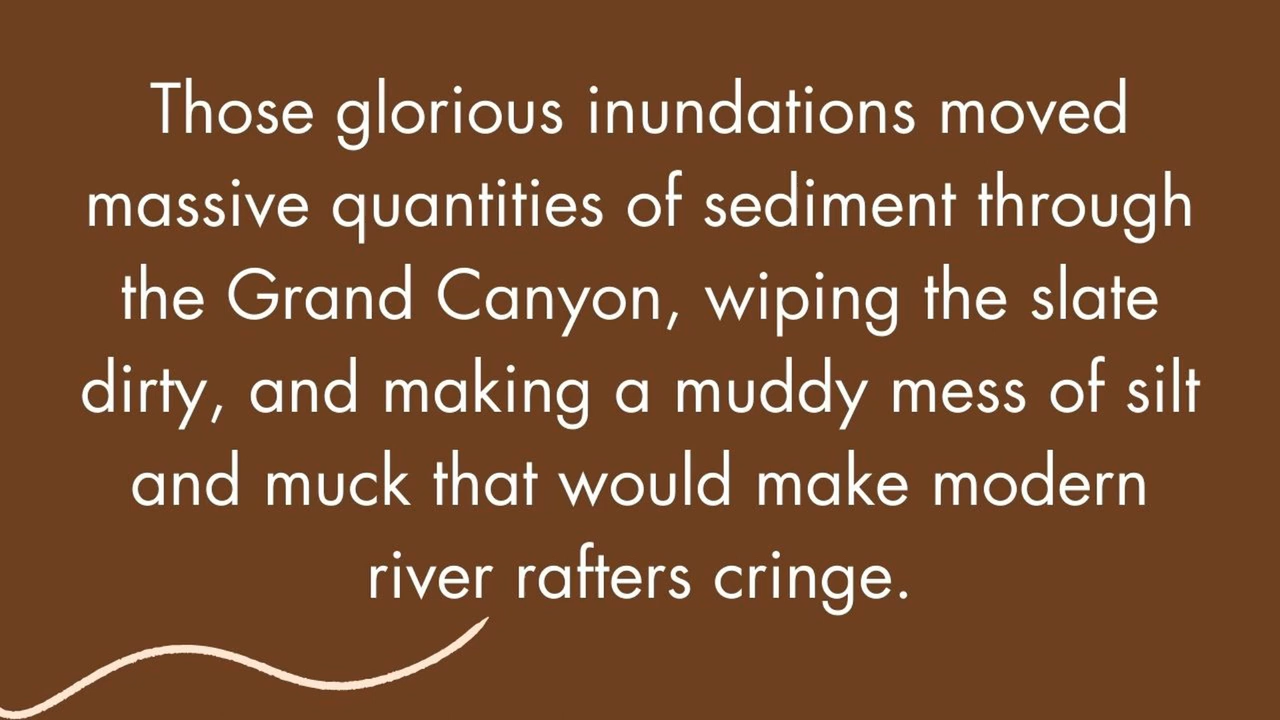 Those glorious inundations moved
massive quantities of sediment through
the Grand Canyon, wiping the slate
dirty, and making a muddy mess of silt
and muck that would make modern
river rafters cringe.